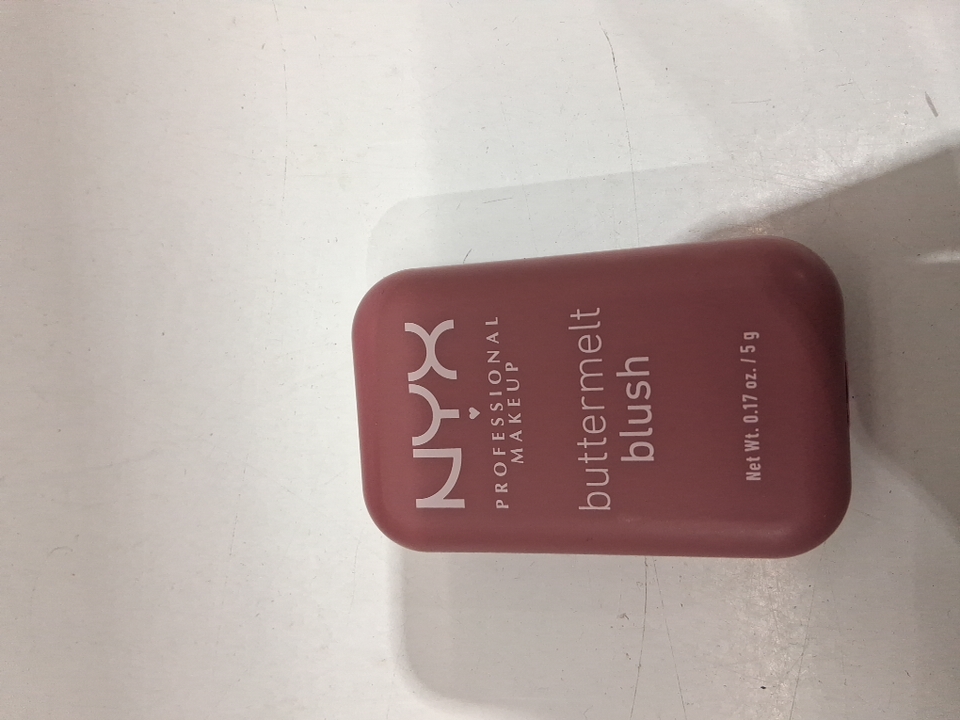 NYX
PROFESSIONAL
MAKEUP
buttermelt
blush
Net Wt. 0.17 oz. / 5 g